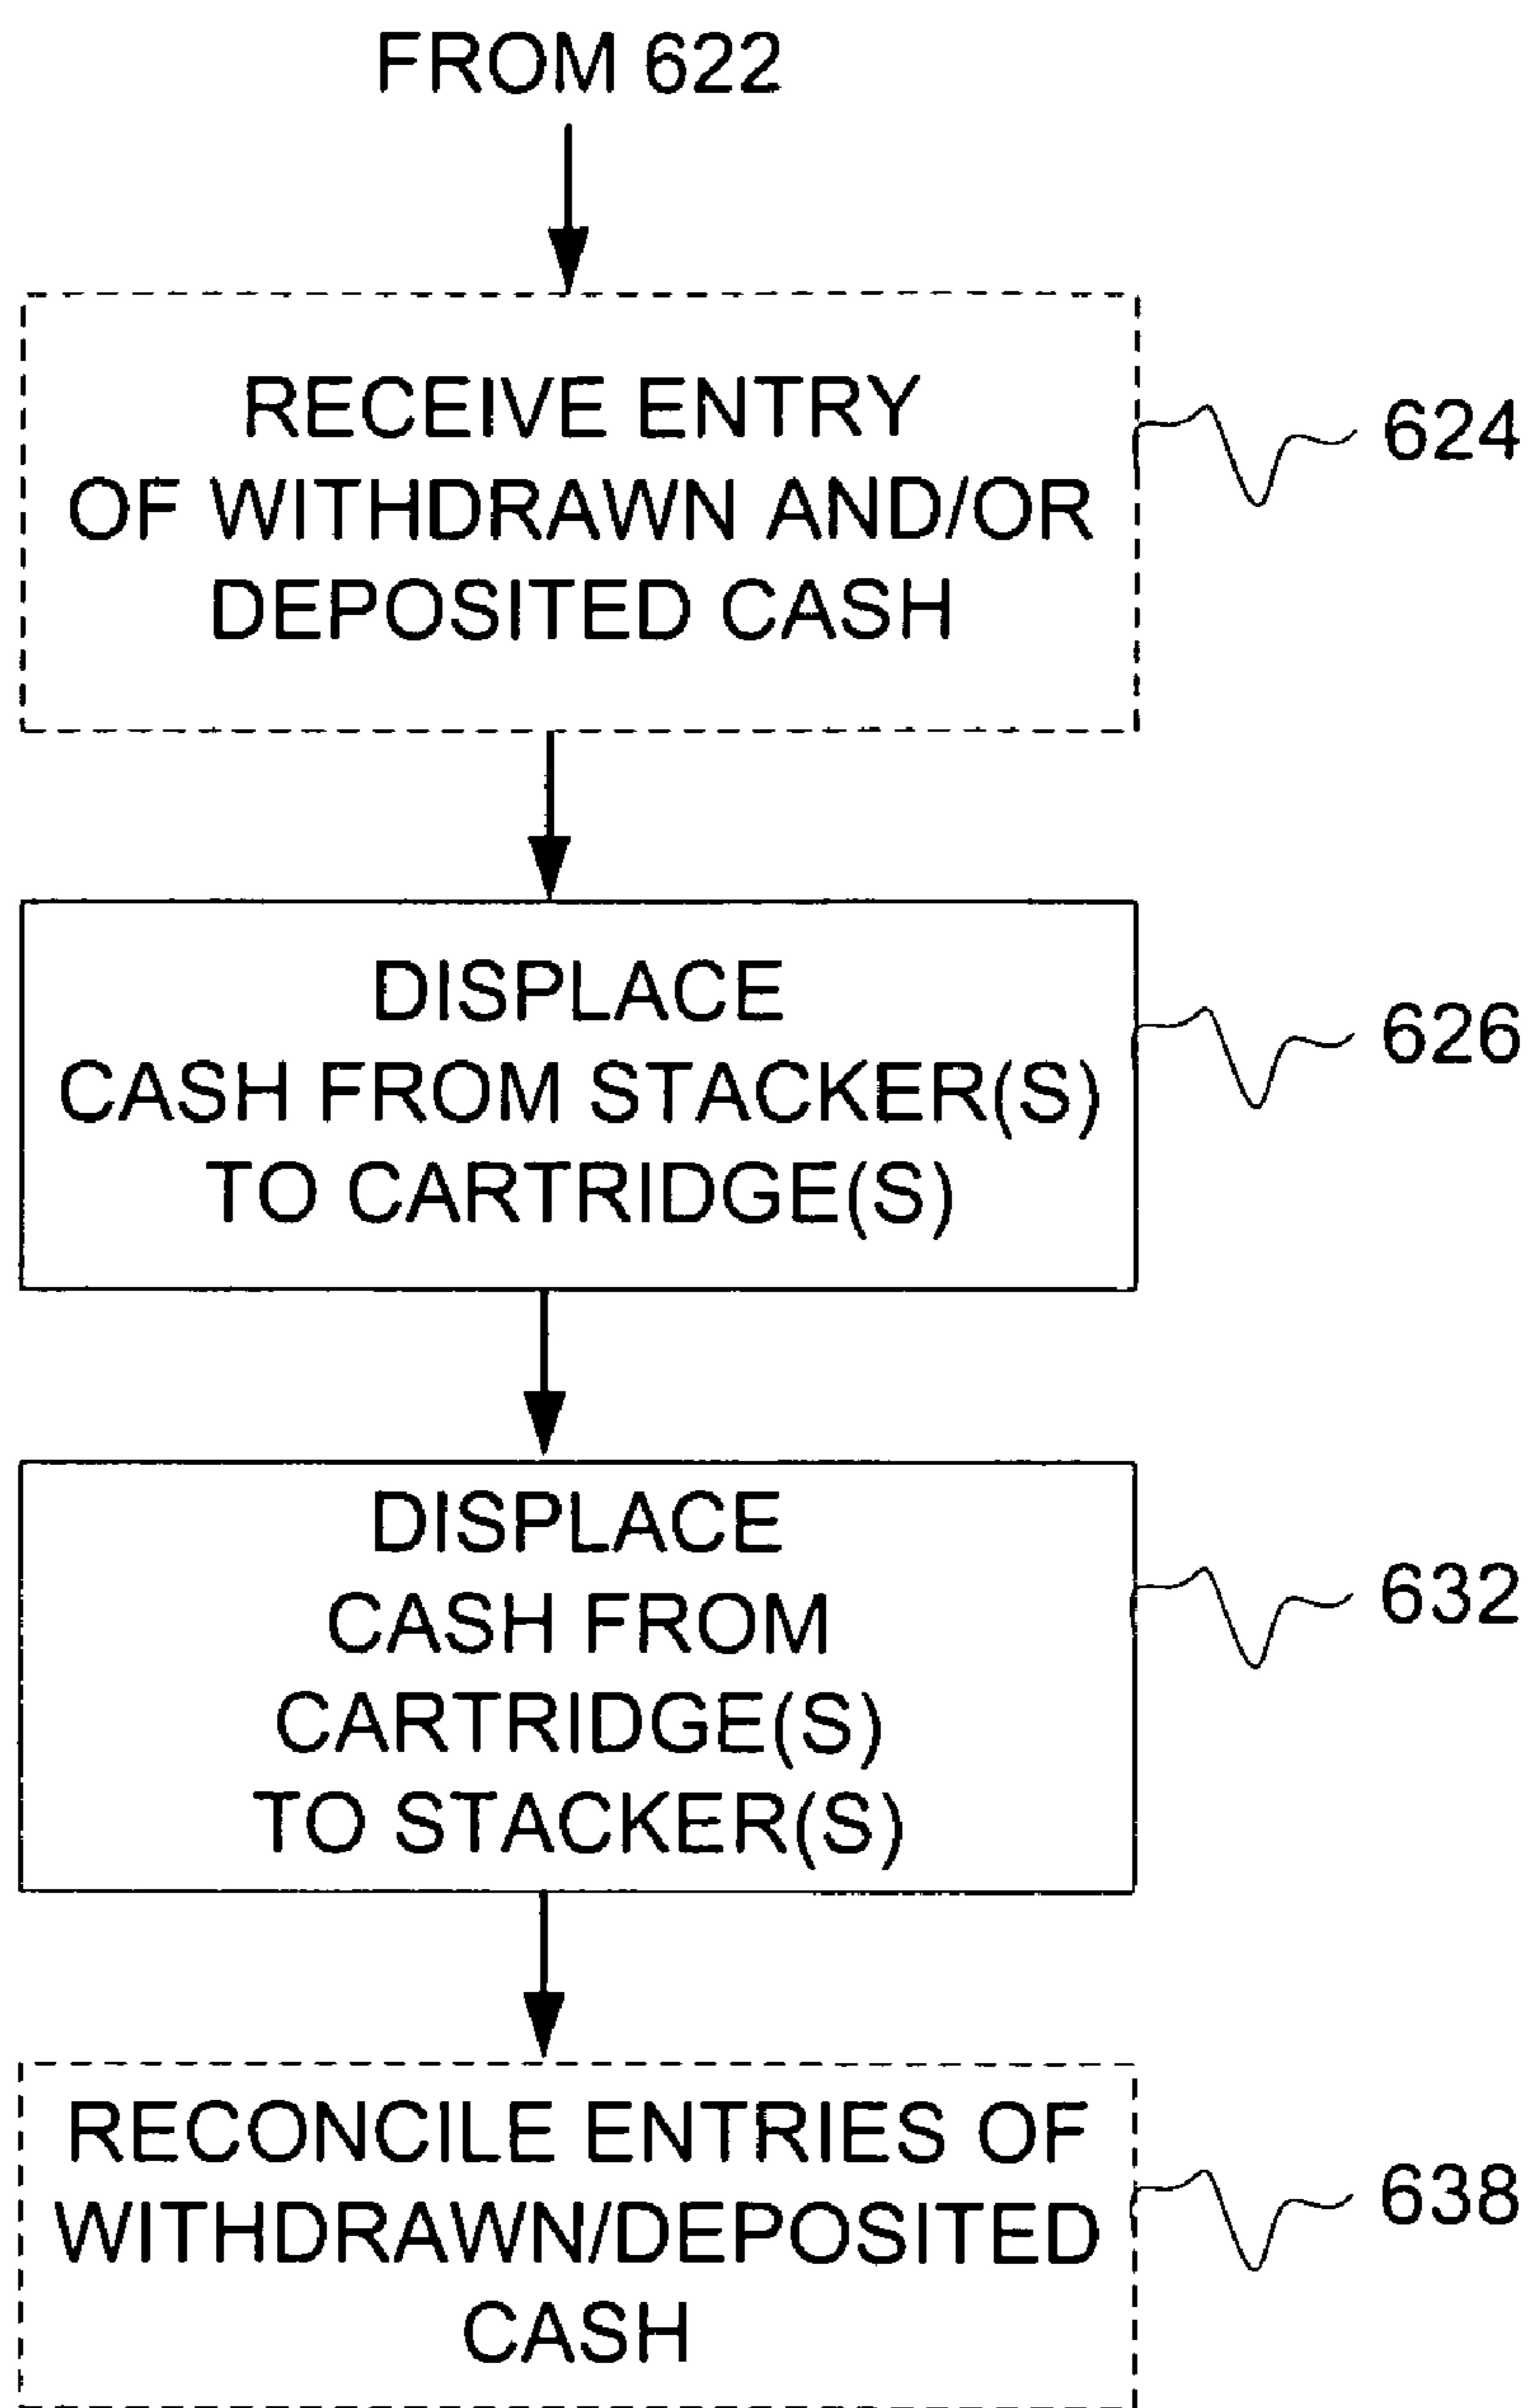 FROM 622
RECEIVE ENTRY
OF WITHDRAWN AND/OR
DEPOSITED CASH
624
DISPLACE
CASH FROM STACKER(S)
TO CARTRIDGE(S)
626
DISPLACE
CASH FROM
CARTRIDGE(S)
TO STACKER(S)
632
RECONCILE ENTRIES OF
WITHDRAWN/DEPOSITED
CASH
638